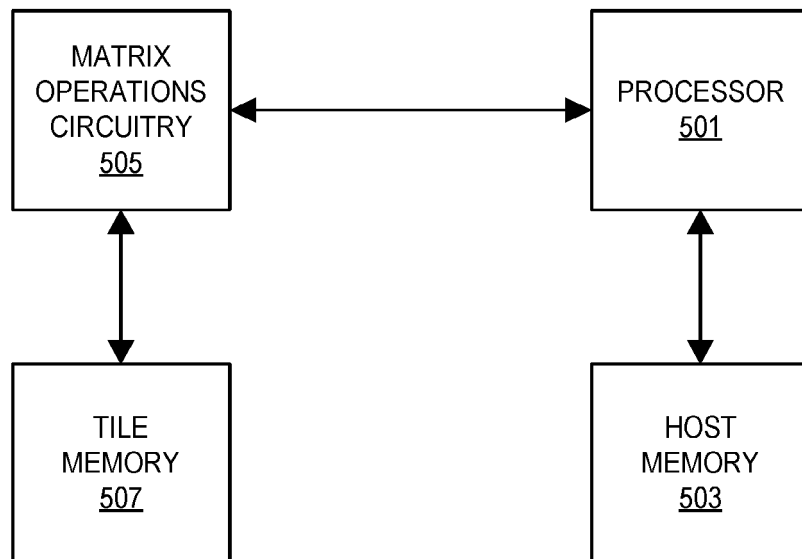 MATRIX
OPERATIONS
CIRCUITRY
505
PROCESSOR
501
TILE
MEMORY
507
HOST
MEMORY
503